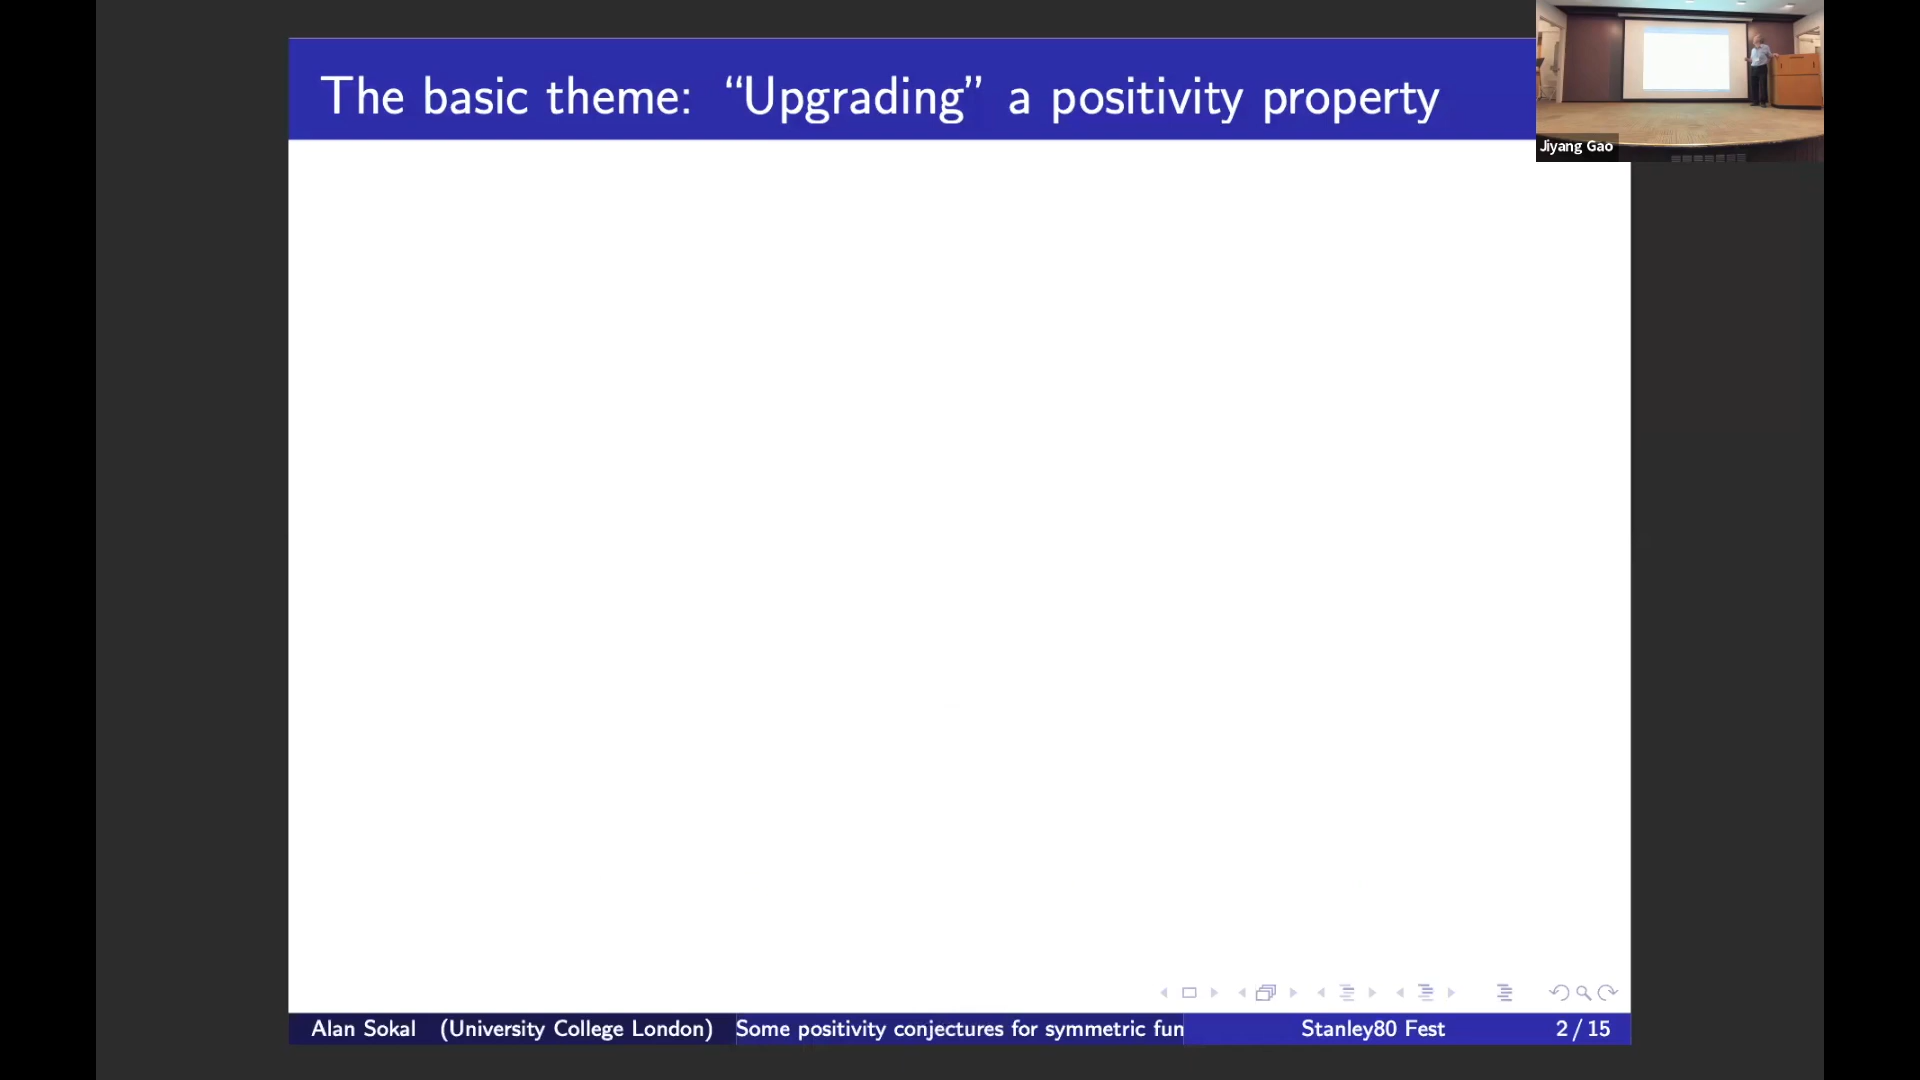 The basic theme: “Upgrading” a positivity property
Jiyang Gao
Alan Sokal (University College London)
Some positivity conjectures for symmetric fun
Stanley80 Fest
2 / 15